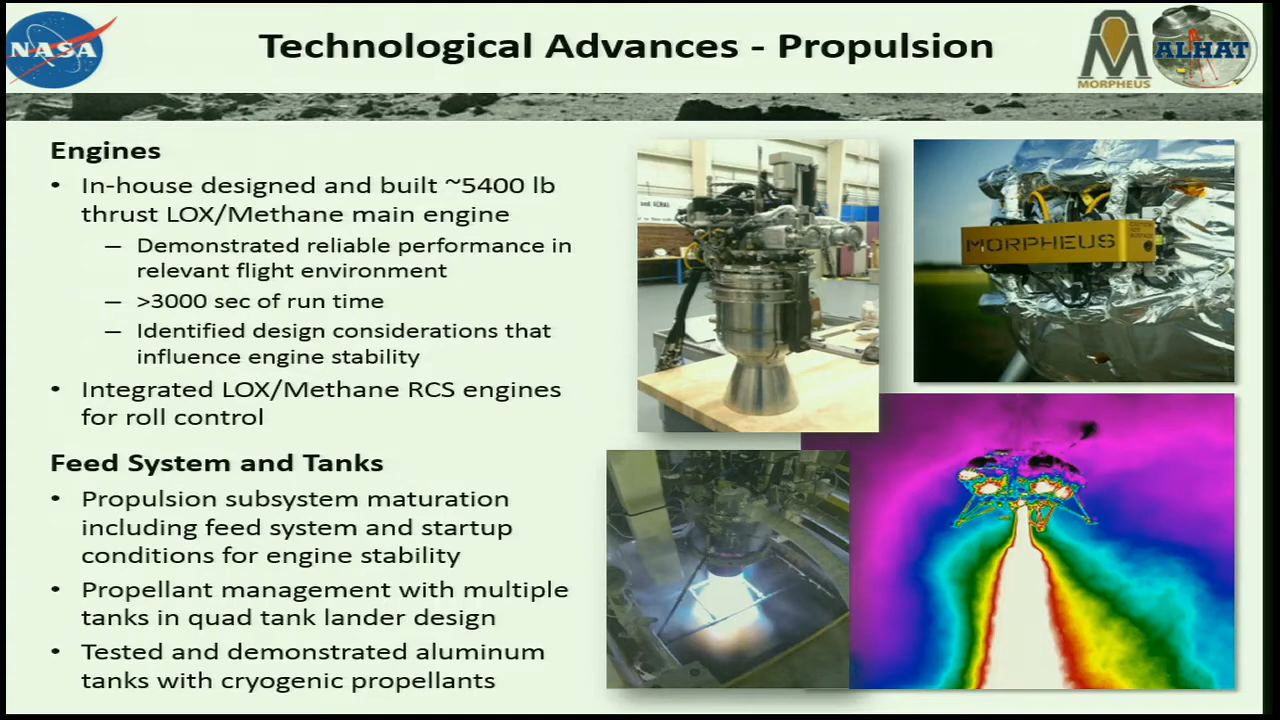 NASA
Technological Advances - Propulsion
MORPHEUS
ALHAT
Engines
• In-house designed and built ~5400 lb
thrust LOX/Methane main engine
– Demonstrated reliable performance in
relevant flight environment
– >3000 sec of run time
– Identified design considerations that
influence engine stability
• Integrated LOX/Methane RCS engines
for roll control
Feed System and Tanks
• Propulsion subsystem maturation
including feed system and startup
conditions for engine stability
• Propellant management with multiple
tanks in quad tank lander design
• Tested and demonstrated aluminum
tanks with cryogenic propellants
MORPHEUS